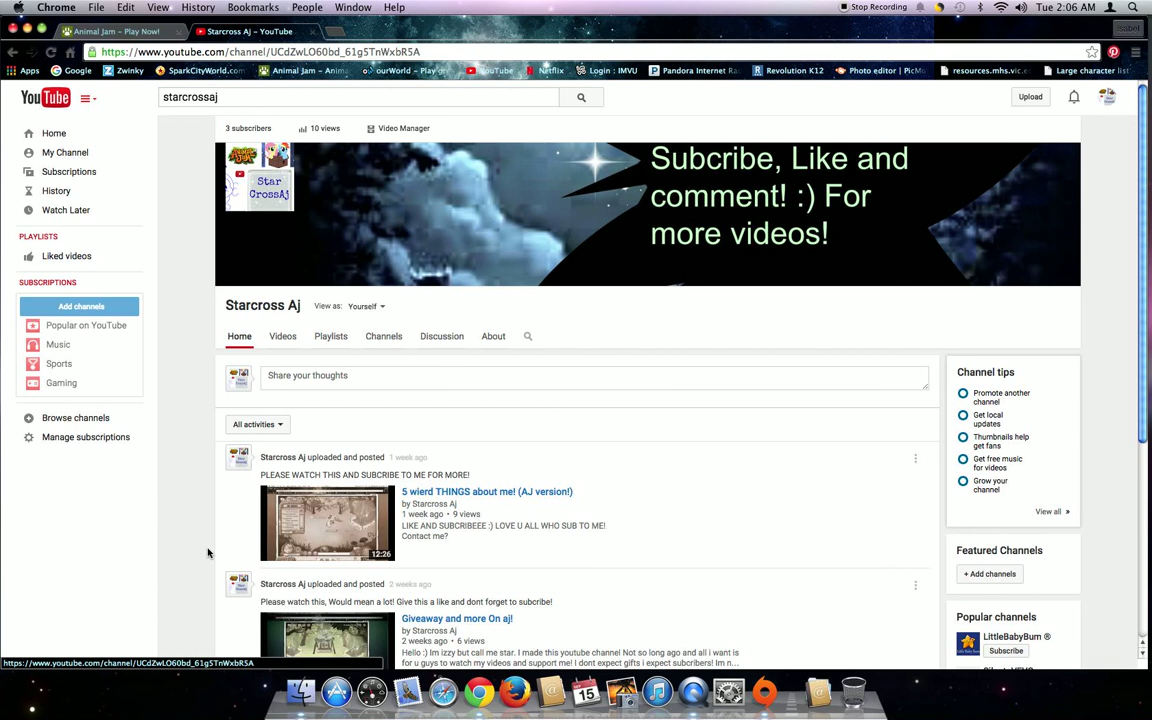 Chrome File Edit View History Bookmarks People Window Help
Stop Recording
Tue 2:06 AM
Animal Jam - Play Now!
Starcross Aj - YouTube
Isabel
https://www.youtube.com/channel/UCdZwLO60bd_61g5TnWxbR5A
Apps Google Zwinky SparkCityWorld.com Animal Jam - Anima ourWorld - Play YouTube Netflix Login : IMVU Pandora Internet Ra Revolution K12 Photo editor | PicM resources.mhs.vic.e Large character list
YouTube
starcrossaj
Upload
Home
My Channel
Subscriptions
History
Watch Later
PLAYLISTS
Liked videos
SUBSCRIPTIONS
Add channels
Popular on YouTube
Music
Sports
Gaming
Browse channels
Manage subscriptions
3 subscribers 10 views Video Manager
Star
CrossAj
Subcribe, Like and
comment! :) For
more videos!
Starcross Aj View as: Yourself
Home Videos Playlists Channels Discussion About
Share your thoughts
All activities
Starcross Aj uploaded and posted 1 week ago
PLEASE WATCH THIS AND SUBCRIBE TO ME FOR MORE!
12:26
5 wierd THINGS about me! (AJ version!)
by Starcross Aj
1 week ago • 9 views
LIKE AND SUBCRIBEEE :) LOVE U ALL WHO SUB TO ME!
Contact me?
Starcross Aj uploaded and posted 2 weeks ago
Please watch this, Would mean a lot! Give this a like and dont forget to subcribe!
Giveaway and more On aj!
by Starcross Aj
2 weeks ago • 6 views
Hello :) Im izzy but call me star. I made this youtube channel Not so long ago and all i want is
for u guys to watch my videos and support me! I dont expect gifts i expect subcribers! Im n...
Channel tips
Promote another
channel
Get local
updates
Thumbnails help
get fans
Get free music
for videos
Grow your
channel
View all »
Featured Channels
+ Add channels
Popular channels
LittleBabyBum ®
Subscribe
https://www.youtube.com/channel/UCdZwLO60bd_61g5TnWxbR5A
JUL
15